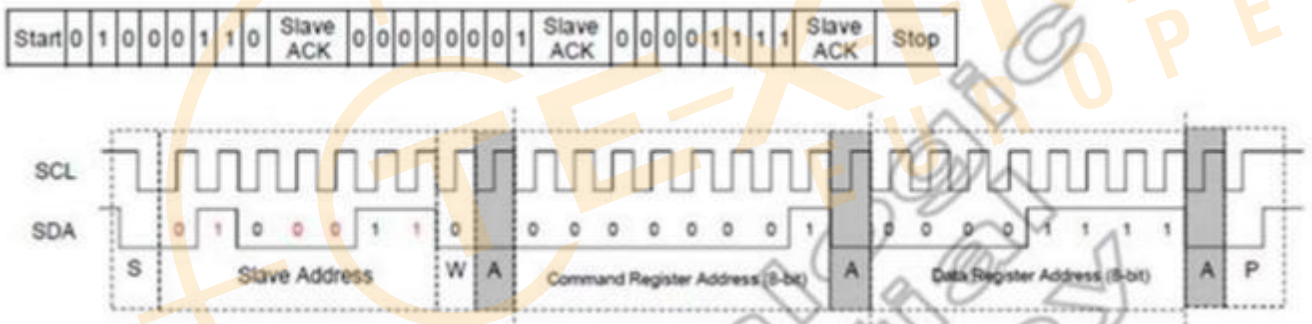 Start 0 1 0 0 0 1 1 0 Slave ACK 0 0 0 0 0 0 0 1 Slave ACK 0 0 0 0 1 1 1 1 Slave ACK Stop
SCL
SDA 0 1 0 0 0 1 1 0 0 0 0 0 0 0 0 1 0 0 0 0 1 1 1 1
S Slave Address W A Command Register Address (8-bit) A Data Register Address (8-bit) A P
TE-XT
EUROPE